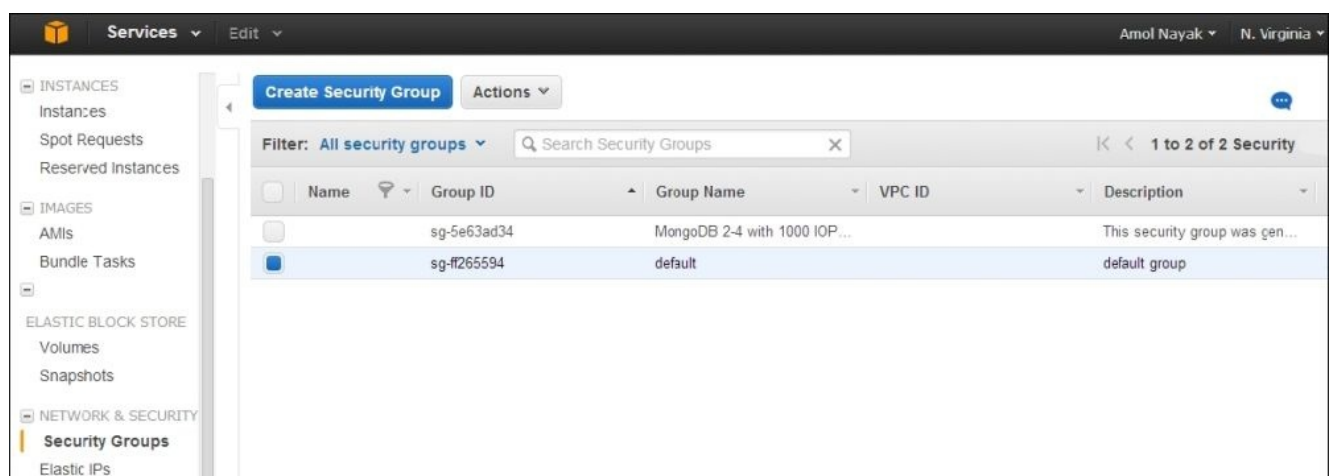 Services Edit Amol Nayak N. Virginia
INSTANCES
Instances
Spot Requests
Reserved Instances
IMAGES
AMIs
Bundle Tasks
ELASTIC BLOCK STORE
Volumes
Snapshots
NETWORK & SECURITY
Security Groups
Elastic IPs
Create Security Group Actions
Filter: All security groups Search Security Groups 1 to 2 of 2 Security
Name Group ID Group Name VPC ID Description
sg-5e63ad34 MongoDB 2-4 with 1000 IOP... This security group was gen...
sg-ff265594 default default group